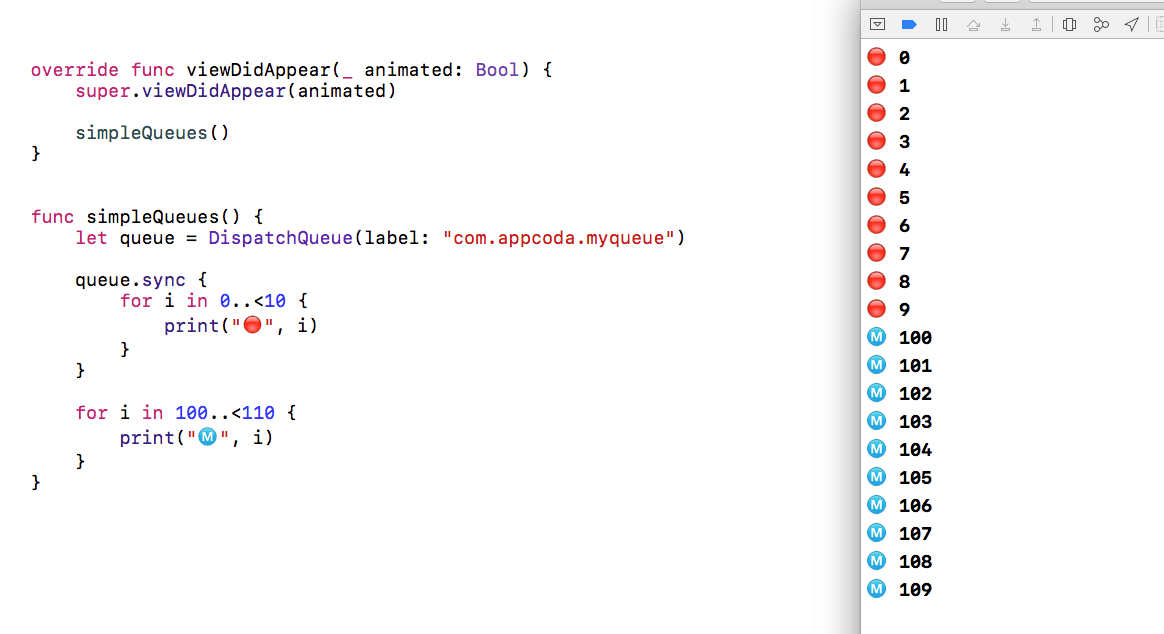 override func viewDidAppear(_ animated: Bool) {
super.viewDidAppear(animated)
simpleQueues()
}
func simpleQueues() {
let queue = DispatchQueue(label: "com.appcoda.myqueue")
queue.sync {
for i in 0..<10 {
print("🔴", i)
}
}
for i in 100..<110 {
print("Ⓜ️", i)
}
}
🔴 0
🔴 1
🔴 2
🔴 3
🔴 4
🔴 5
🔴 6
🔴 7
🔴 8
🔴 9
Ⓜ️ 100
Ⓜ️ 101
Ⓜ️ 102
Ⓜ️ 103
Ⓜ️ 104
Ⓜ️ 105
Ⓜ️ 106
Ⓜ️ 107
Ⓜ️ 108
Ⓜ️ 109